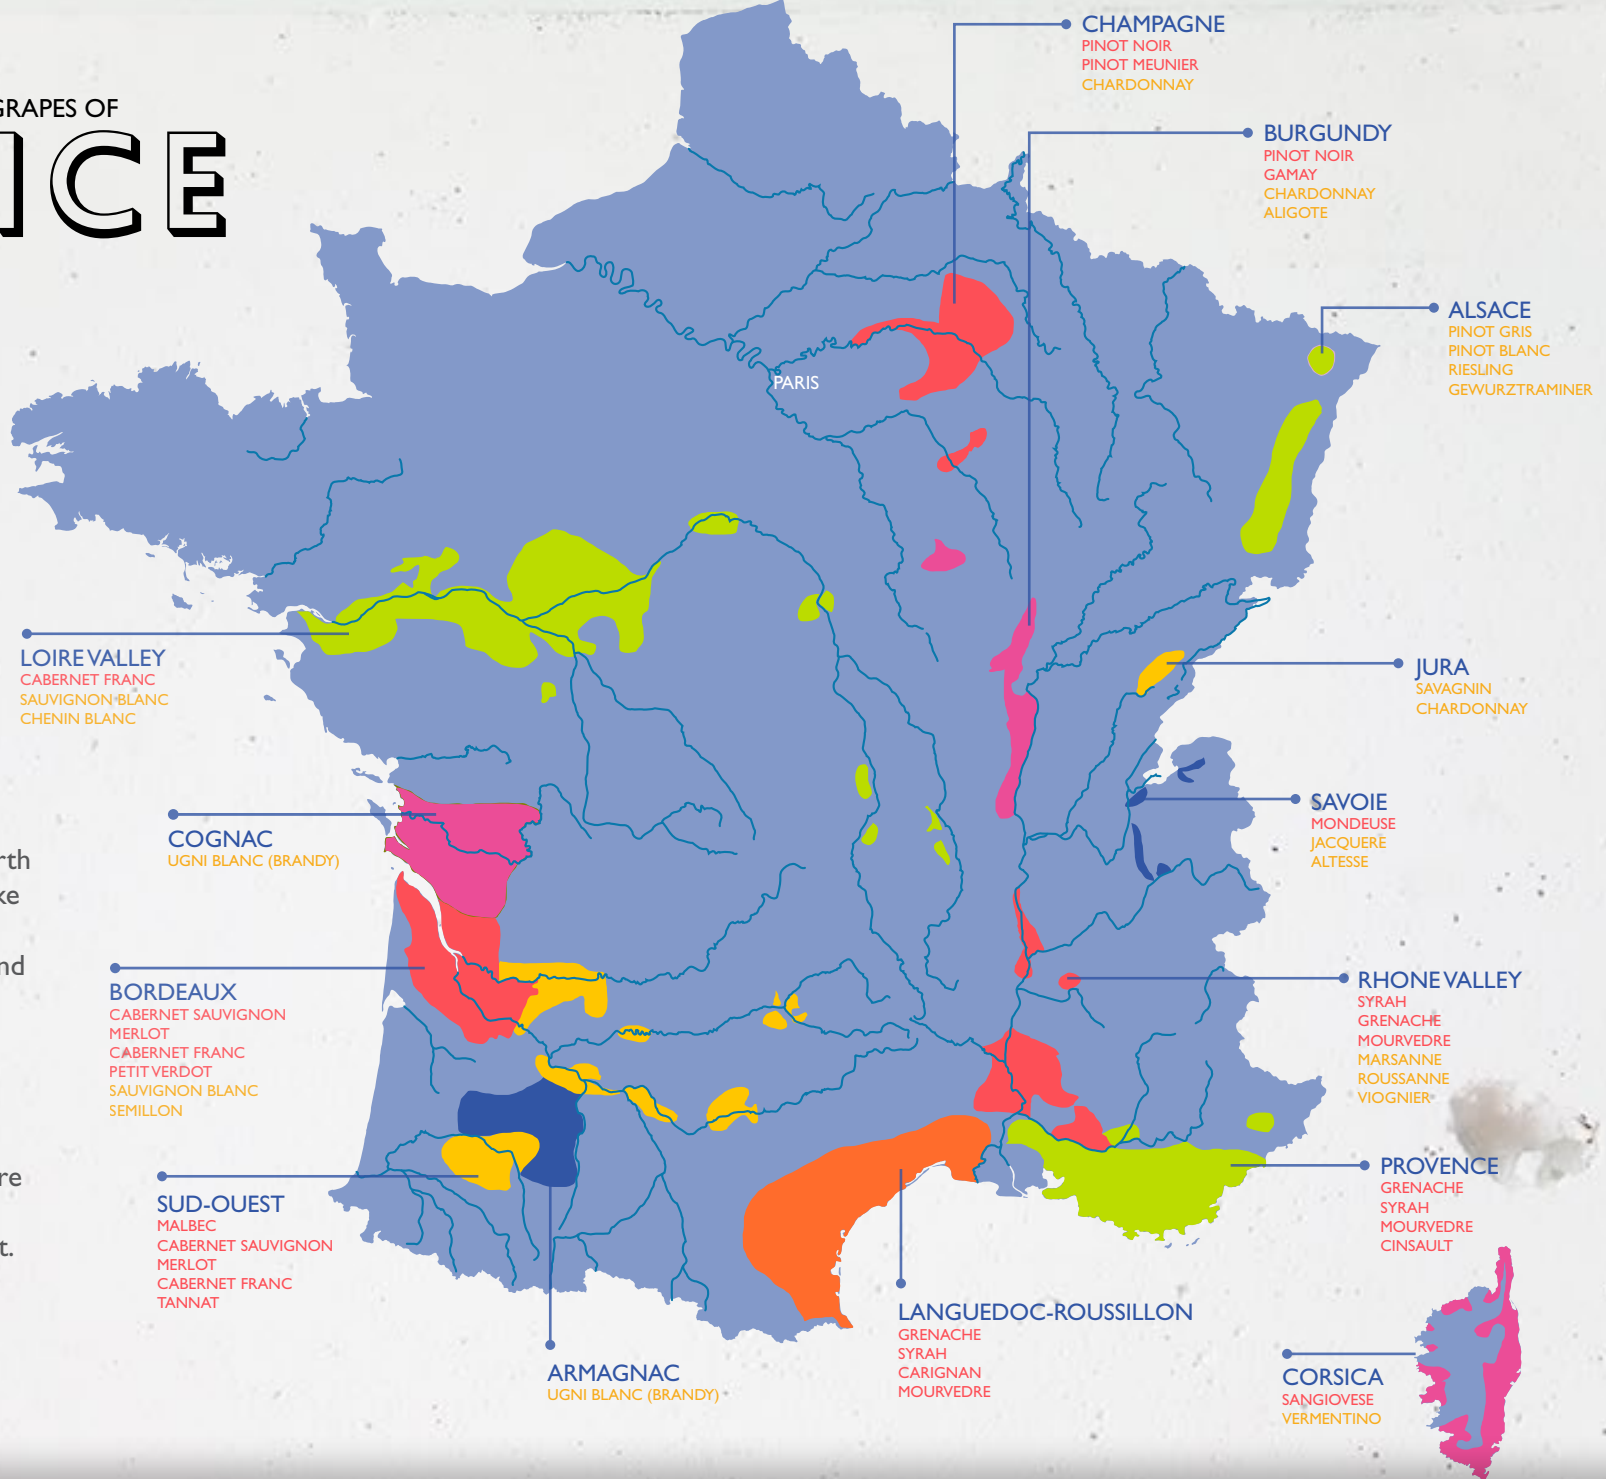 GRAPES OF
ICE
CHAMPAGNE
PINOT NOIR
PINOT MEUNIER
CHARDONNAY
BURGUNDY
PINOT NOIR
GAMAY
CHARDONNAY
ALIGOTE
ALSACE
PINOT GRIS
PINOT BLANC
RIESLING
GEWURZTRAMINER
PARIS
LOIRE VALLEY
CABERNET FRANC
SAUVIGNON BLANC
CHENIN BLANC
JURA
SAVAGNIN
CHARDONNAY
COGNAC
UGNI BLANC (BRANDY)
SAVOIE
MONDEUSE
JACQUERE
ALTESSE
rth
ke
nd
re
t.
BORDEAUX
CABERNET SAUVIGNON
MERLOT
CABERNET FRANC
PETIT VERDOT
SAUVIGNON BLANC
SEMILLON
RHONE VALLEY
SYRAH
GRENACHE
MOURVEDRE
MARSANNE
ROUSSANNE
VIOGNIER
SUD-OUEST
MALBEC
CABERNET SAUVIGNON
MERLOT
CABERNET FRANC
TANNAT
PROVENCE
GRENACHE
SYRAH
MOURVEDRE
CINSAULT
ARMAGNAC
UGNI BLANC (BRANDY)
LANGUEDOC-ROUSSILLON
GRENACHE
SYRAH
CARIGNAN
MOURVEDRE
CORSICA
SANGIOVESE
VERMENTINO